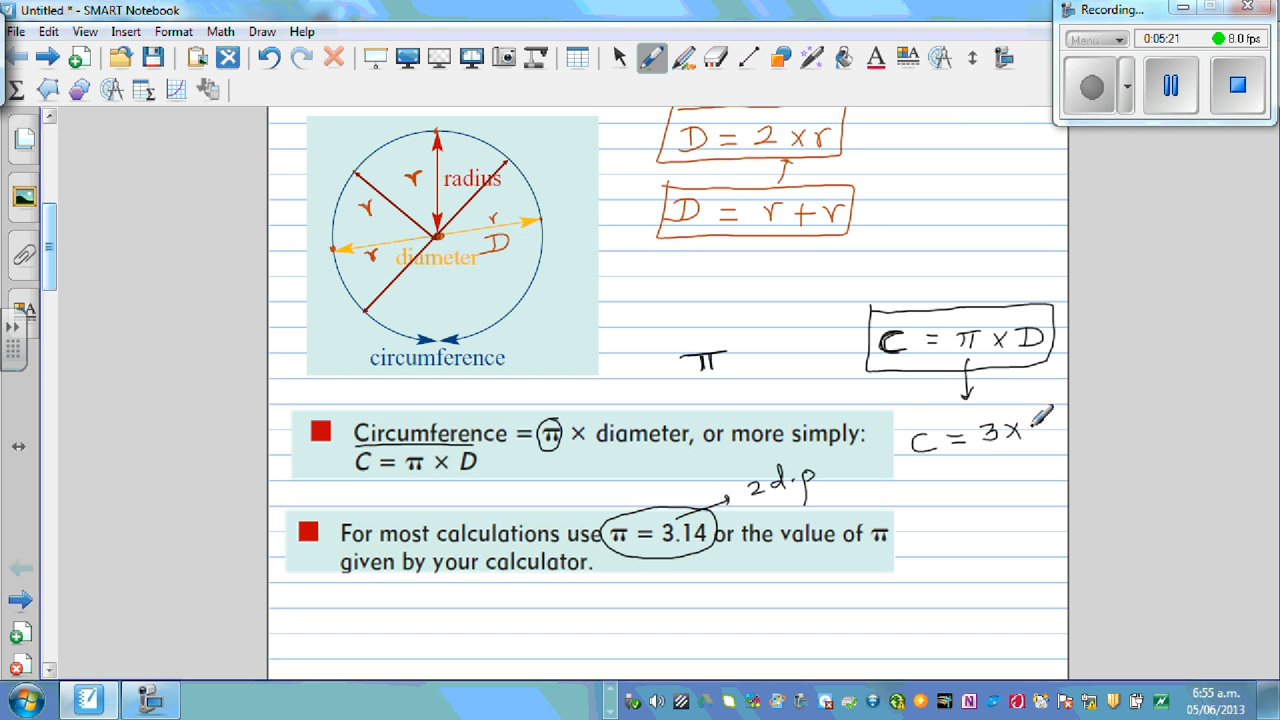 Untitled * - SMART Notebook
Recording...
File Edit View Insert Format Math Draw Help
Menu 0:05:21 8.0 fps
D = 2 × r
D = r + r
r radius
r
r
D
r
diameter
circumference
π
C = π × D
Circumference = π × diameter, or more simply:
C = π × D
C = 3 ×
2 d.p
For most calculations use π = 3.14 or the value of π
given by your calculator.
6:55 a.m.
05/06/2013